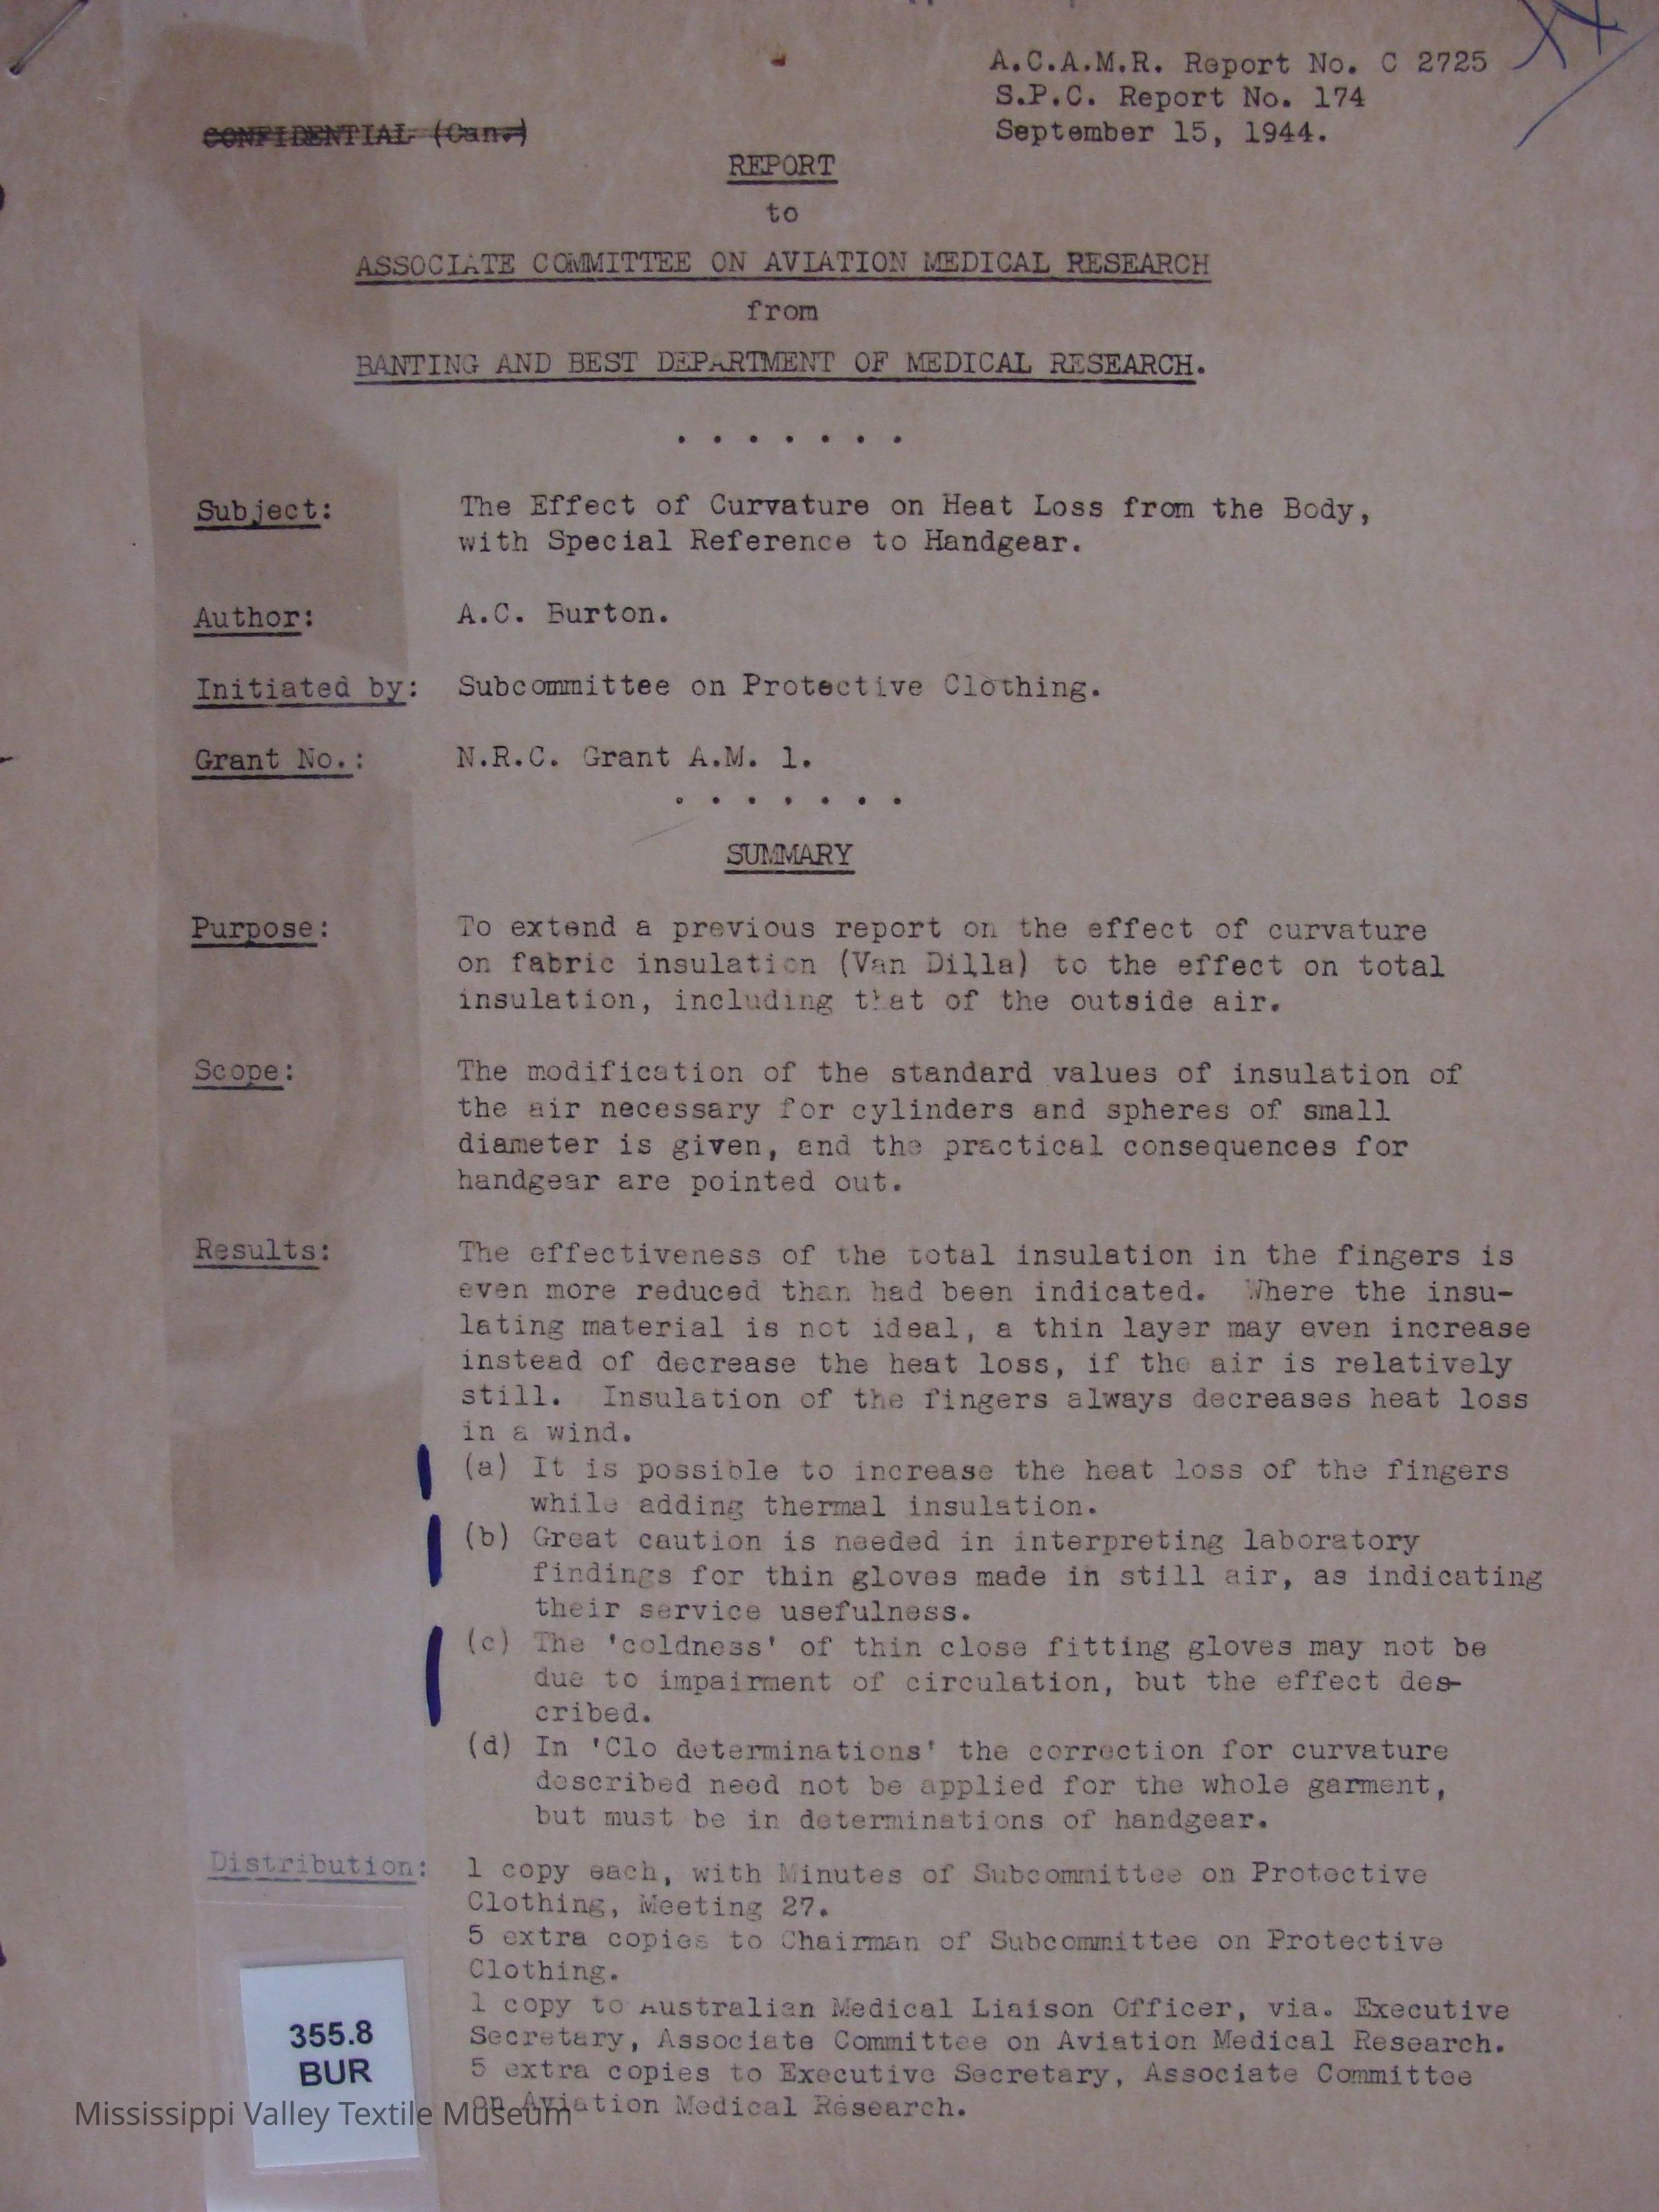 A.C.A.M.R. Report No. C 2725
S.P.C. Report No. 174
September 15, 1944.
CONFIDENTIAL (Can.)
REPORT
to
ASSOCIATE COMMITTEE ON AVIATION MEDICAL RESEARCH
from
BANTING AND BEST DEPARTMENT OF MEDICAL RESEARCH.
. . . . . . .
Subject: The Effect of Curvature on Heat Loss from the Body,
with Special Reference to Handgear.
Author: A.C. Burton.
Initiated by: Subcommittee on Protective Clothing.
Grant No.: N.R.C. Grant A.M. 1.
. . . . . . .
SUMMARY
Purpose: To extend a previous report on the effect of curvature
on fabric insulation (Van Dilla) to the effect on total
insulation, including that of the outside air.
Scope: The modification of the standard values of insulation of
the air necessary for cylinders and spheres of small
diameter is given, and the practical consequences for
handgear are pointed out.
Results: The effectiveness of the total insulation in the fingers is
even more reduced than had been indicated. Where the insu-
lating material is not ideal, a thin layer may even increase
instead of decrease the heat loss, if the air is relatively
still. Insulation of the fingers always decreases heat loss
in a wind.
(a) It is possible to increase the heat loss of the fingers
while adding thermal insulation.
(b) Great caution is needed in interpreting laboratory
findings for thin gloves made in still air, as indicating
their service usefulness.
(c) The 'coldness' of thin close fitting gloves may not be
due to impairment of circulation, but the effect des-
cribed.
(d) In 'Clo determinations' the correction for curvature
described need not be applied for the whole garment,
but must be in determinations of handgear.
Distribution: 1 copy each, with Minutes of Subcommittee on Protective
Clothing, Meeting 27.
5 extra copies to Chairman of Subcommittee on Protective
Clothing.
1 copy to Australian Medical Liaison Officer, via. Executive
Secretary, Associate Committee on Aviation Medical Research.
5 extra copies to Executive Secretary, Associate Committee
on Aviation Medical Research.
355.8
BUR
Mississippi Valley Textile Museum